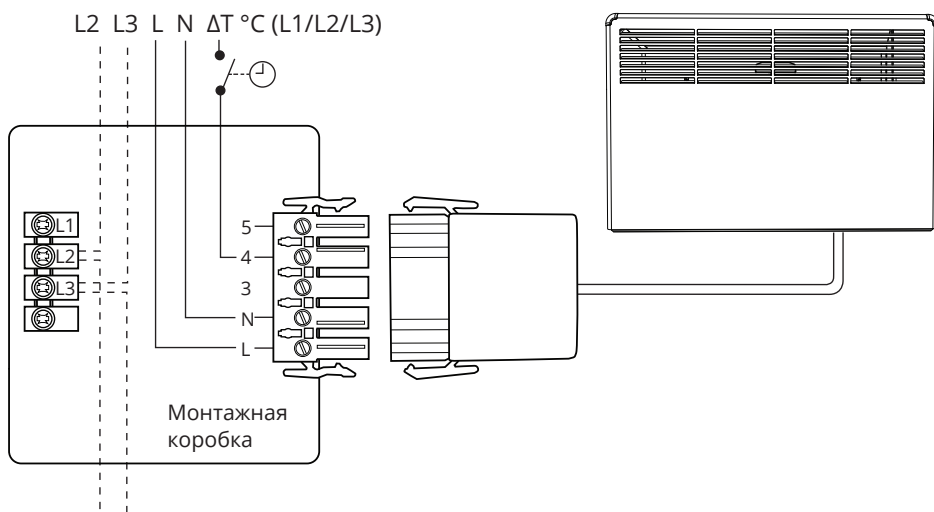 L2 L3 L N ΔT °C (L1/L2/L3)
L1
L2
L3
5
4
3
N
L
Монтажная
коробка